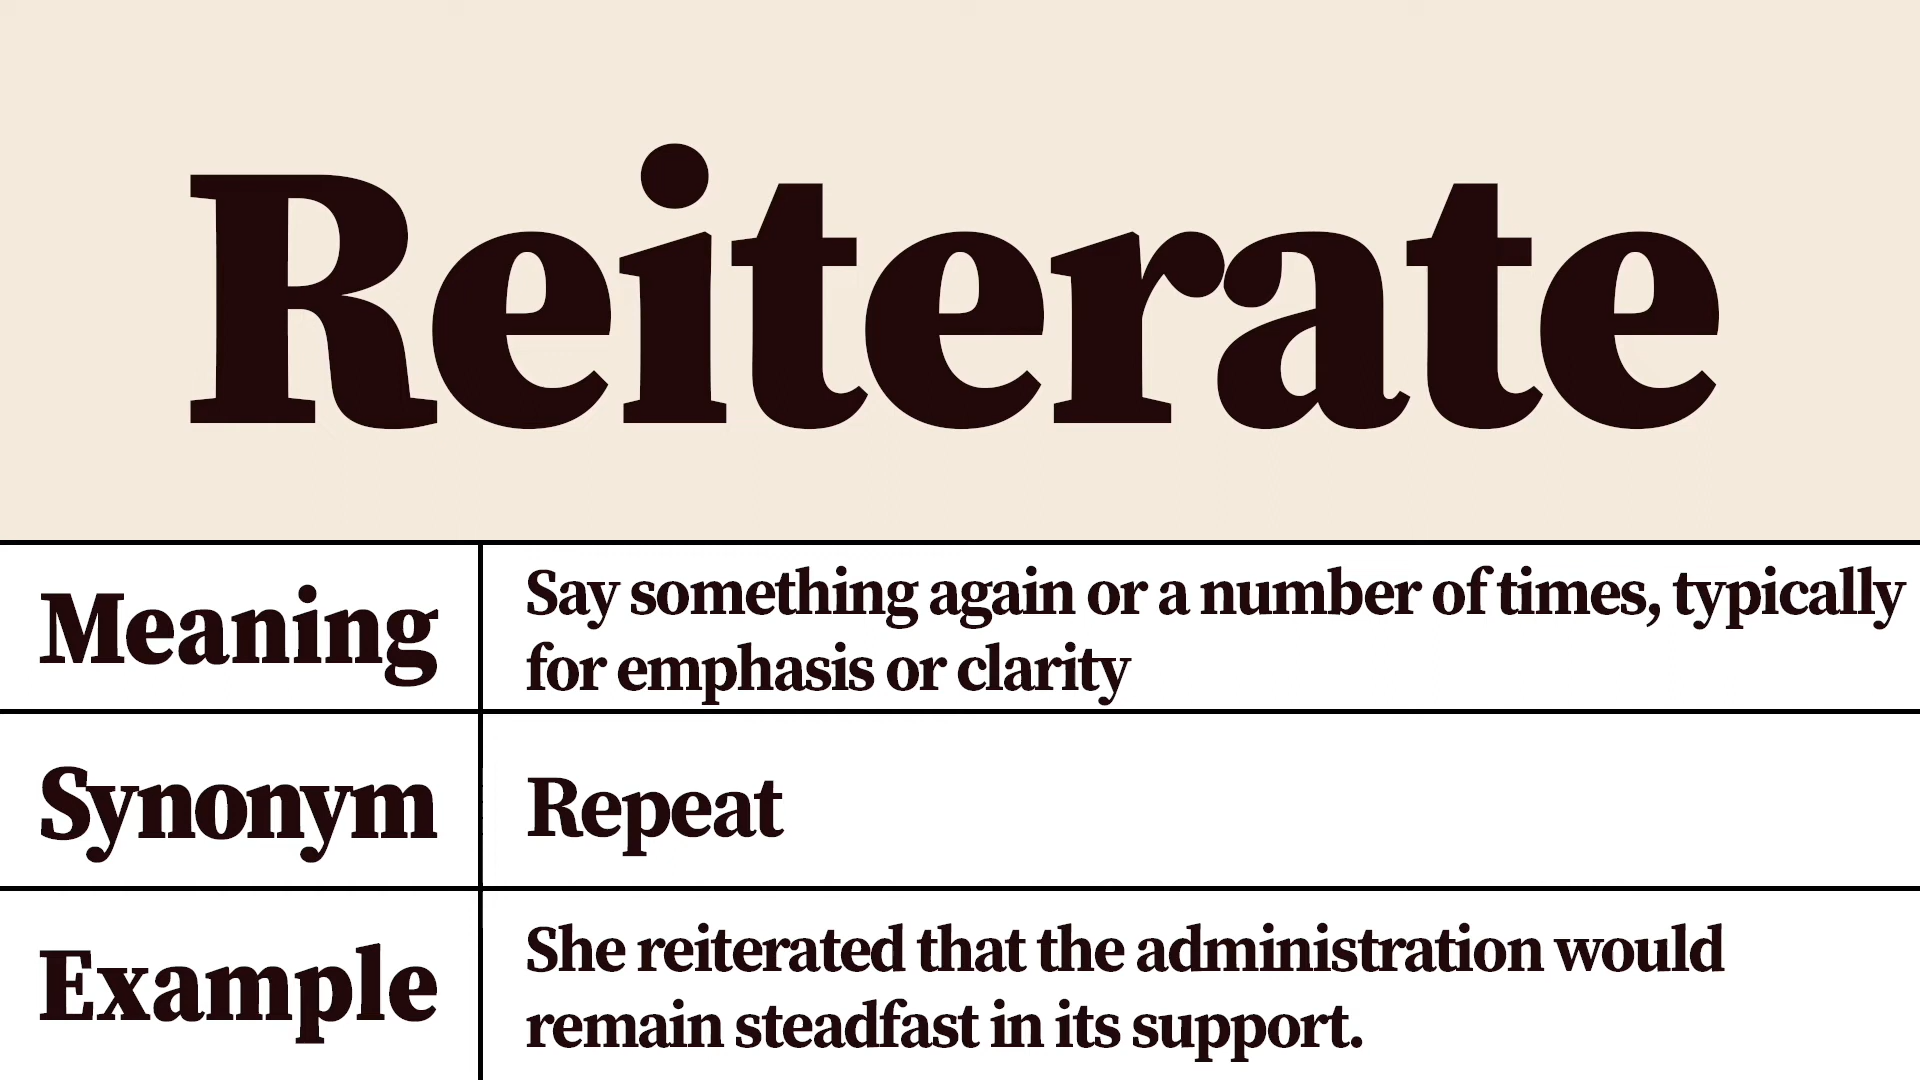 Reiterate
Meaning
Say something again or a number of times, typically
for emphasis or clarity
Synonym
Repeat
Example
She reiterated that the administration would
remain steadfast in its support.